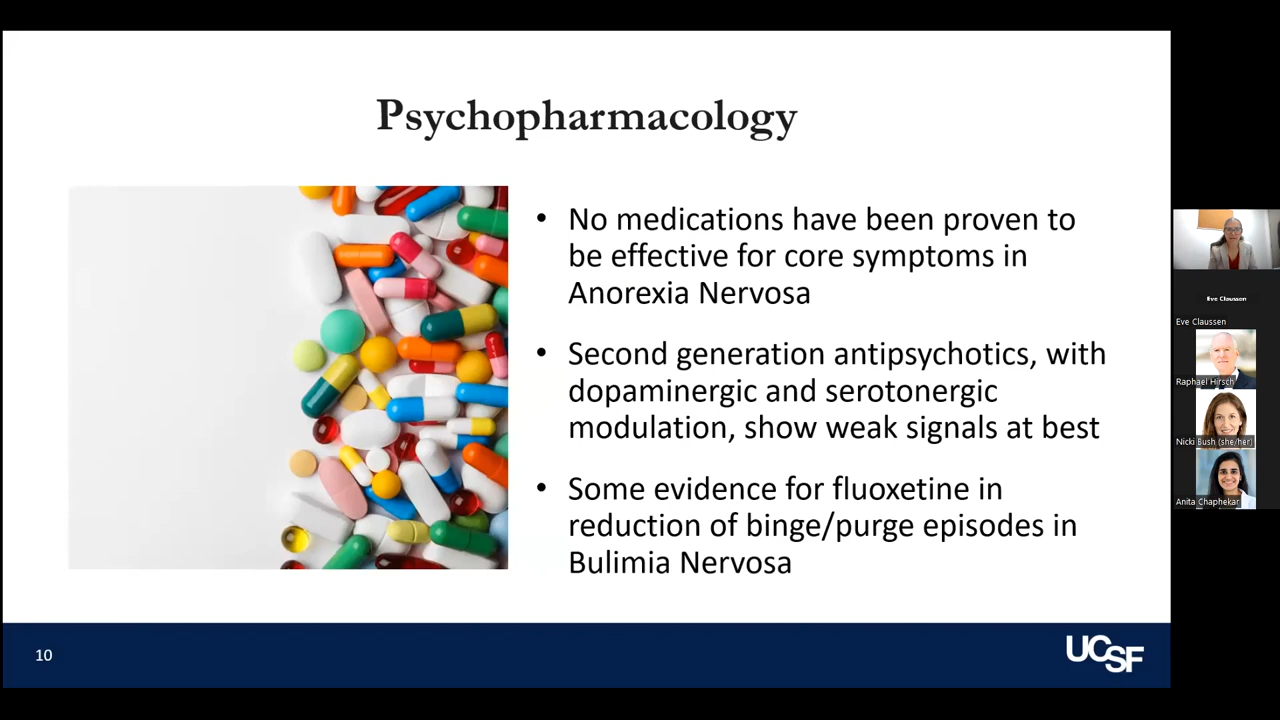 Psychopharmacology
• No medications have been proven to
be effective for core symptoms in
Anorexia Nervosa
• Second generation antipsychotics, with
dopaminergic and serotonergic
modulation, show weak signals at best
• Some evidence for fluoxetine in
reduction of binge/purge episodes in
Bulimia Nervosa
10
UCSF
Eve Claussen
Eve Claussen
Raphael Hirsch
Nicki Bush (she/her)
Anita Chaphekar